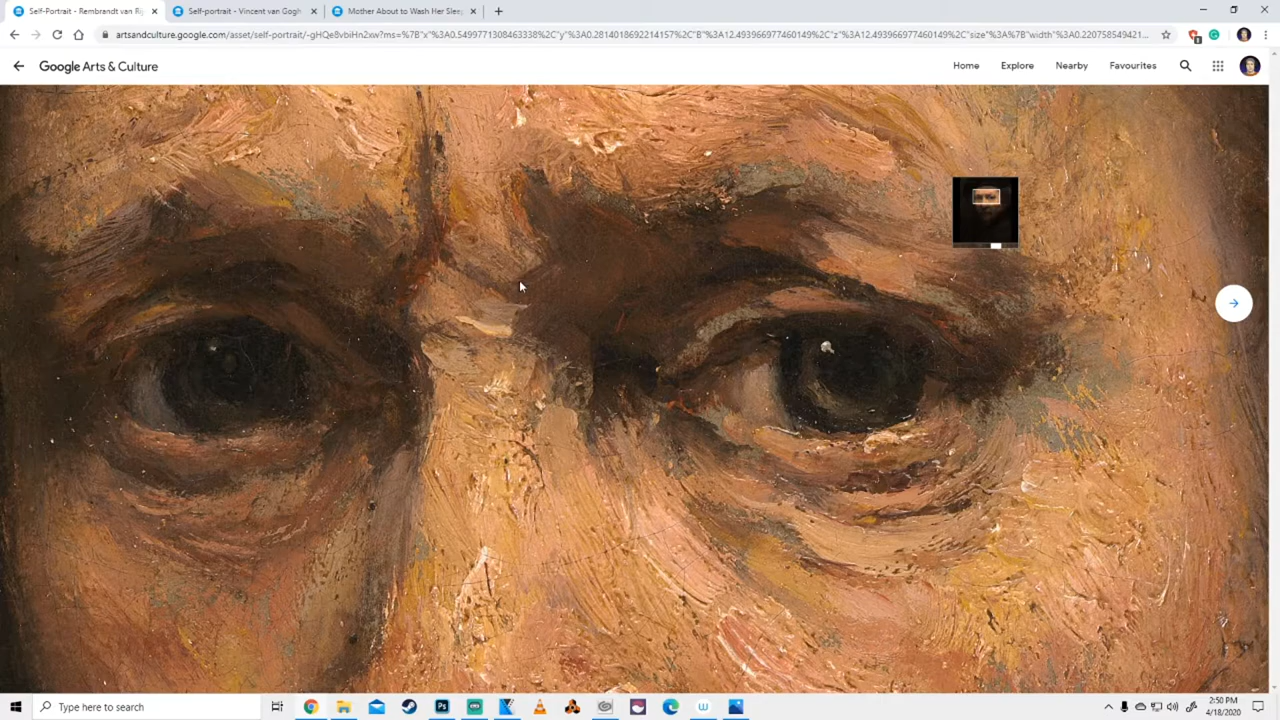 Self-Portrait - Rembrandt van Rij
Self-portrait - Vincent van Gogh
Mother About to Wash Her Sleep
artsandculture.google.com/asset/self-portrait/-gHQe8vbiHn2xw?ms=%7B"x"%3A0.5499771308463338%2C"y"%3A0.2814018692214157%2C"B"%3A12.493966977460149%2C"z"%3A12.493966977460149%2C"size"%3A%7B"width"%3A0.220758549421...
Google Arts & Culture
Home
Explore
Nearby
Favourites
Type here to search
2:50 PM
4/18/2020